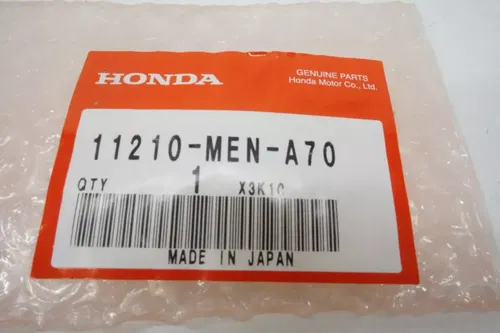 HONDA
GENUINE PARTS
Honda Motor Co., Ltd.
11210-MEN-A70
QTY 1 X3K10
MADE IN JAPAN